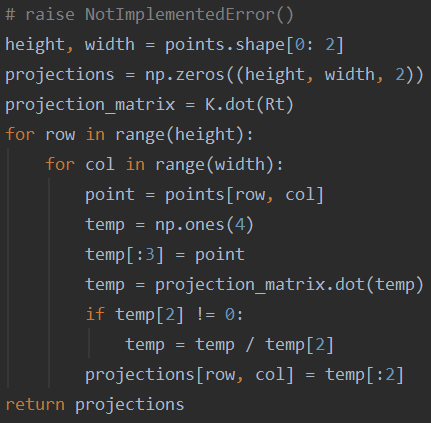 # raise NotImplementedError()
height, width = points.shape[0: 2]
projections = np.zeros((height, width, 2))
projection_matrix = K.dot(Rt)
for row in range(height):
    for col in range(width):
        point = points[row, col]
        temp = np.ones(4)
        temp[:3] = point
        temp = projection_matrix.dot(temp)
        if temp[2] != 0:
            temp = temp / temp[2]
        projections[row, col] = temp[:2]
return projections